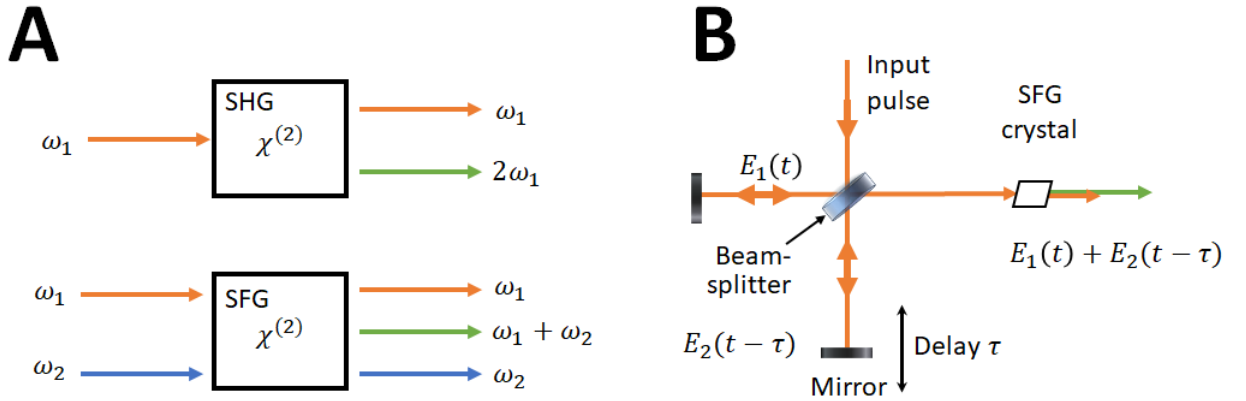 A
SHG
χ^(2)
ω₁
ω₁
2ω₁
SFG
χ^(2)
ω₁
ω₂
ω₁
ω₁ + ω₂
ω₂
B
Input
pulse
SFG
crystal
E₁(t)
Beam-
splitter
E₁(t) + E₂(t − τ)
E₂(t − τ)
Delay τ
Mirror